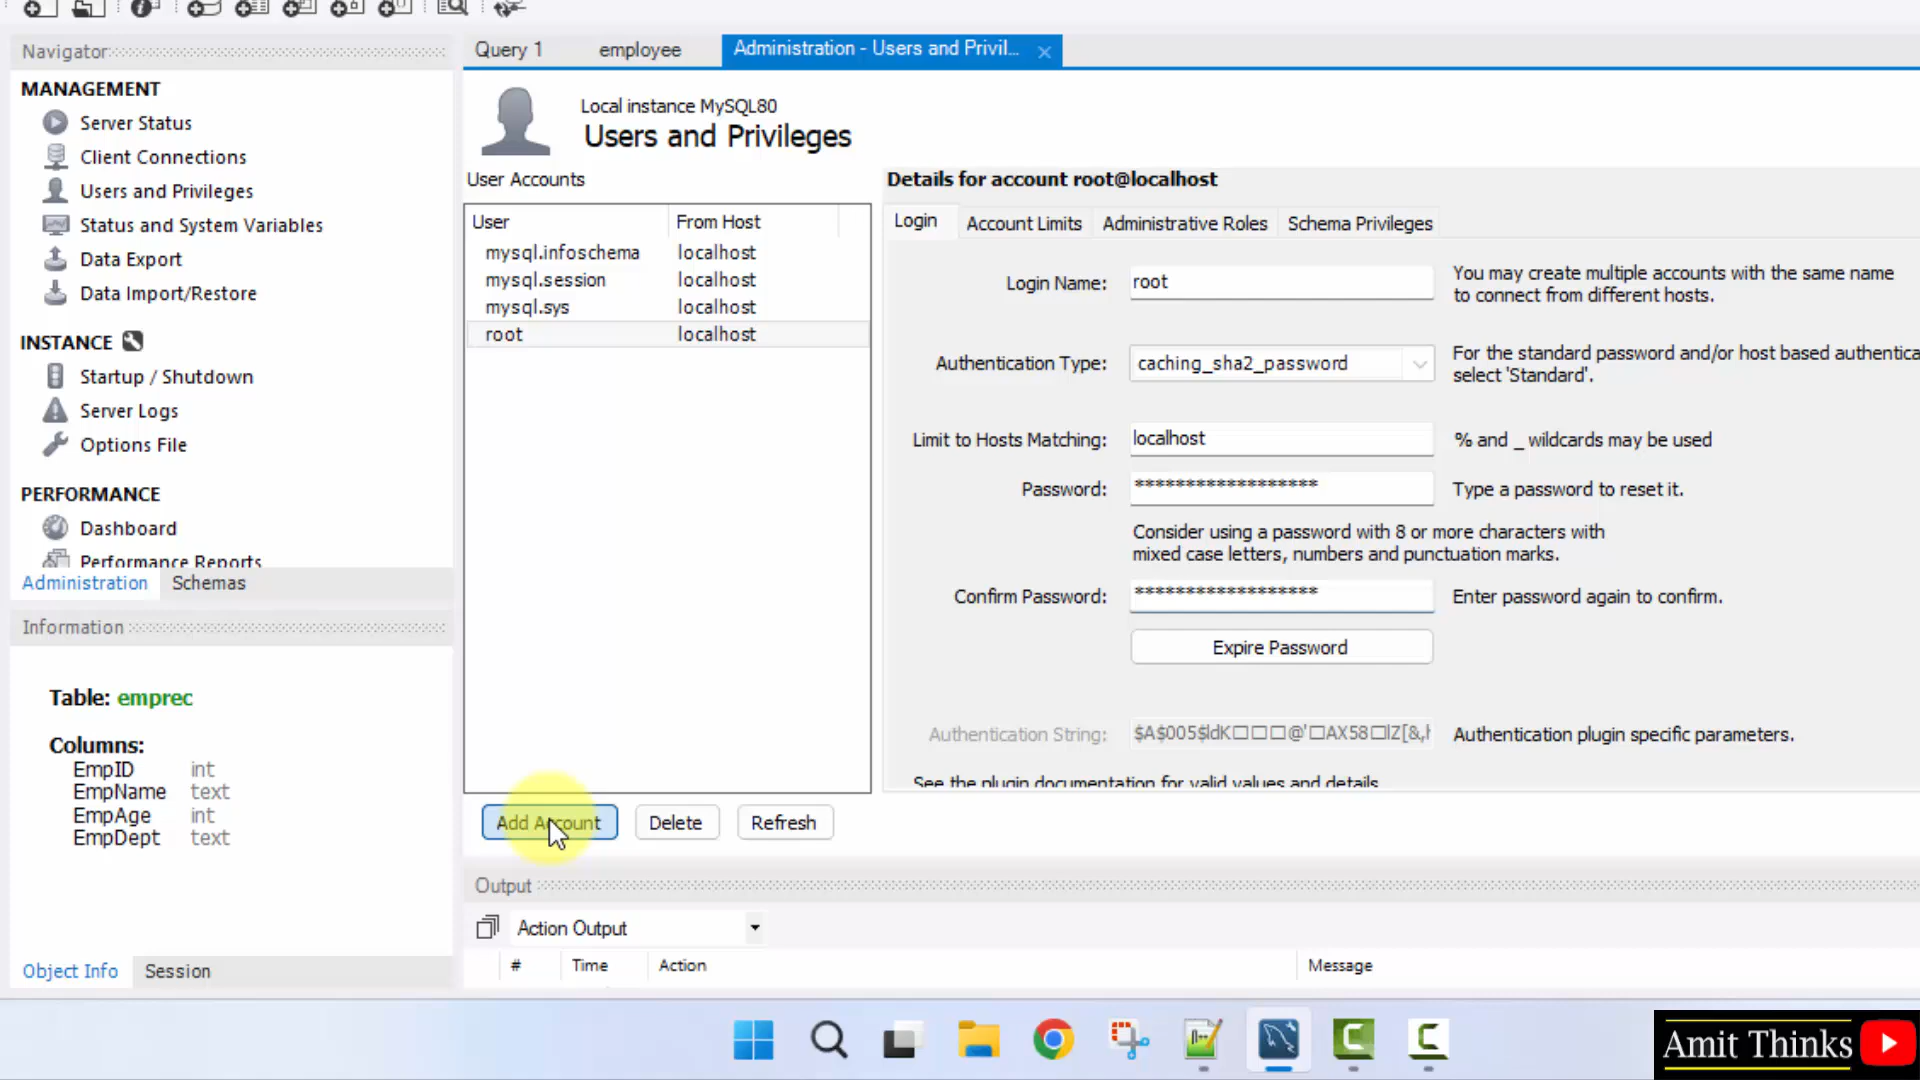 Navigator
MANAGEMENT
Server Status
Client Connections
Users and Privileges
Status and System Variables
Data Export
Data Import/Restore
INSTANCE
Startup / Shutdown
Server Logs
Options File
PERFORMANCE
Dashboard
Performance Reports
Administration Schemas
Information
Table: emprec
Columns:
EmpID int
EmpName text
EmpAge int
EmpDept text
Object Info Session
Query 1 employee Administration - Users and Privil...
Local instance MySQL80
Users and Privileges
User Accounts
User From Host
mysql.infoschema localhost
mysql.session localhost
mysql.sys localhost
root localhost
Add Account Delete Refresh
Details for account root@localhost
Login Account Limits Administrative Roles Schema Privileges
Login Name: root You may create multiple accounts with the same name
to connect from different hosts.
Authentication Type: caching_sha2_password For the standard password and/or host based authentica
select 'Standard'.
Limit to Hosts Matching: localhost % and _ wildcards may be used
Password: ****************** Type a password to reset it.
Consider using a password with 8 or more characters with
mixed case letters, numbers and punctuation marks.
Confirm Password: ****************** Enter password again to confirm.
Expire Password
Authentication String: Authentication plugin specific parameters.
See the plugin documentation for valid values and details.
Output
Action Output
# Time Action Message
Amit Thinks